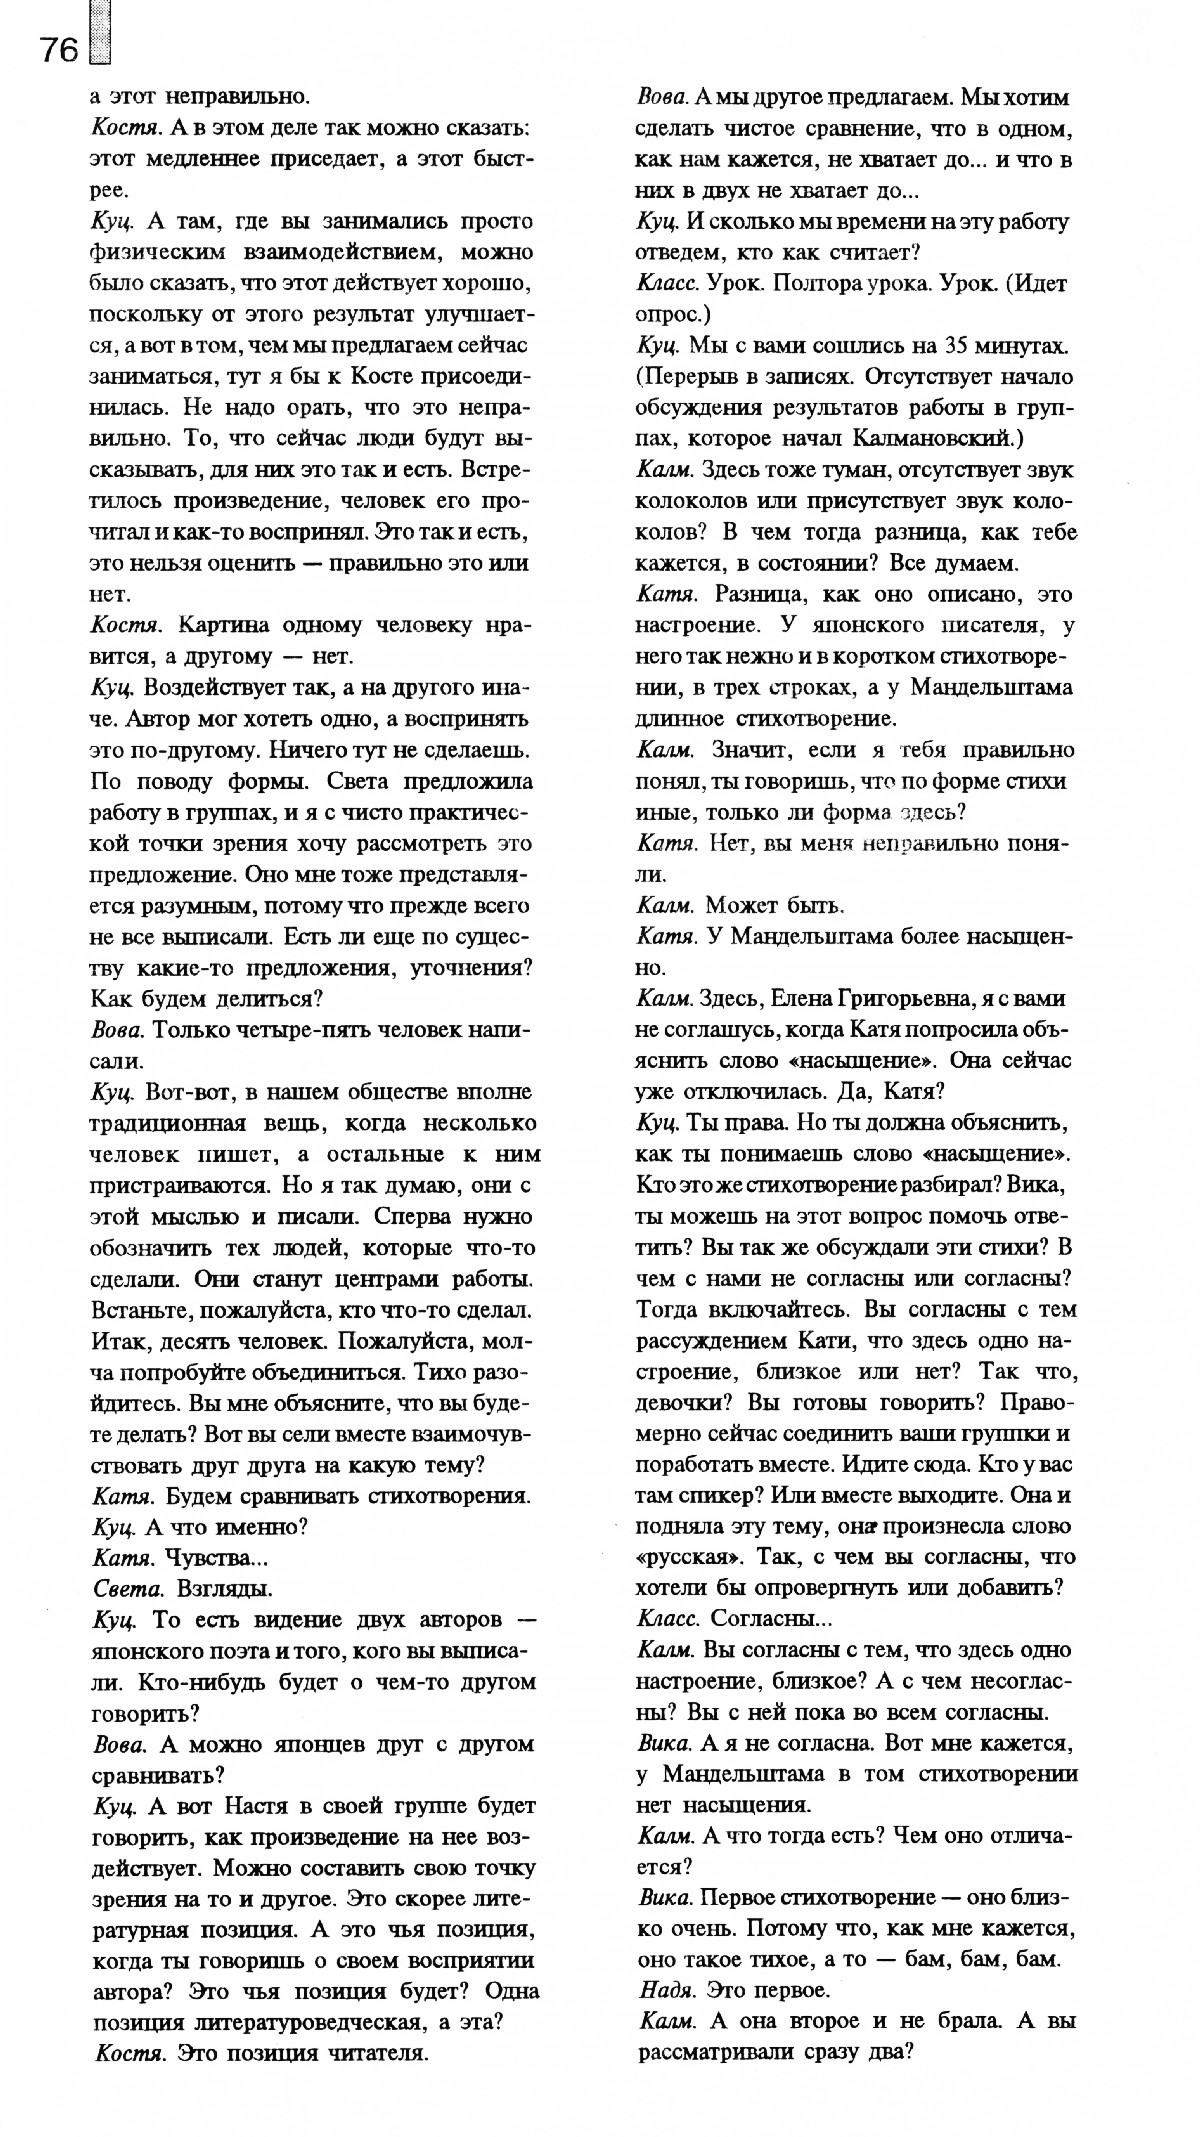 76
а этот неправильно.
Костя. А в этом деле так можно сказать:
этот медленнее приседает, а этот быст-
рее.
Куц. А там, где вы занимались просто
физическим взаимодействием, можно
было сказать, что этот действует хорошо,
поскольку от этого результат улучшает-
ся, а вот в том, чем мы предлагаем сейчас
заниматься, тут я бы к Косте присоеди-
нилась. Не надо орать, что это непра-
вильно. То, что сейчас люди будут вы-
сказывать, для них это так и есть. Встре-
тилось произведение, человек его про-
читал и как-то воспринял. Это так и есть,
это нельзя оценить — правильно это или
нет.
Костя. Картина одному человеку нра-
вится, а другому — нет.
Куц. Воздействует так, а на другого ина-
че. Автор мог хотеть одно, а воспринять
это по-другому. Ничего тут не сделаешь.
По поводу формы. Света предложила
работу в группах, и я с чисто практичес-
кой точки зрения хочу рассмотреть это
предложение. Оно мне тоже представля-
ется разумным, потому что прежде всего
не все выписали. Есть ли еще по сущес-
тву какие-то предложения, уточнения?
Как будем делиться?
Вова. Только четыре-пять человек напи-
сали.
Куц. Вот-вот, в нашем обществе вполне
традиционная вещь, когда несколько
человек пишет, а остальные к ним
пристраиваются. Но я так думаю, они с
этой мыслью и писали. Сперва нужно
обозначить тех людей, которые что-то
сделали. Они станут центрами работы.
Встаньте, пожалуйста, кто что-то сделал.
Итак, десять человек. Пожалуйста, мол-
ча попробуйте объединиться. Тихо разо-
йдитесь. Вы мне объясните, что вы буде-
те делать? Вот вы сели вместе взаимочув-
ствовать друг друга на какую тему?
Катя. Будем сравнивать стихотворения.
Куц. А что именно?
Катя. Чувства...
Света. Взгляды.
Куц. То есть видение двух авторов —
японского поэта и того, кого вы выписа-
ли. Кто-нибудь будет о чем-то другом
говорить?
Вова. А можно японцев друг с другом
сравнивать?
Куц. А вот Настя в своей группе будет
говорить, как произведение на нее воз-
действует. Можно составить свою точку
зрения на то и другое. Это скорее лите-
ратурная позиция. А это чья позиция,
когда ты говоришь о своем восприятии
автора? Это чья позиция будет? Одна
позиция литературоведческая, а эта?
Костя. Это позиция читателя.
Вова. А мы другое предлагаем. Мы хотим
сделать чистое сравнение, что в одном,
как нам кажется, не хватает до... и что в
них в двух не хватает до...
Куц. И сколько мы времени на эту работу
отведем, кто как считает?
Класс. Урок. Полтора урока. Урок. (Идет
опрос.)
Куц. Мы с вами сошлись на 35 минутах.
(Перерыв в записях. Отсутствует начало
обсуждения результатов работы в груп-
пах, которое начал Калмановский.)
Калм. Здесь тоже туман, отсутствует звук
колоколов или присутствует звук коло-
колов? В чем тогда разница, как тебе
кажется, в состоянии? Все думаем.
Катя. Разница, как оно описано, это
настроение. У японского писателя, у
него так нежно и в коротком стихотворе-
нии, в трех строках, а у Мандельштама
длинное стихотворение.
Калм. Значит, если я тебя правильно
понял, ты говоришь, что по форме стихи
иные, только ли форма здесь?
Катя. Нет, вы меня неправильно поня-
ли.
Калм. Может быть.
Катя. У Мандельштама более насыщен-
но.
Калм. Здесь, Елена Григорьевна, я с вами
не соглашусь, когда Катя попросила объ-
яснить слово «насыщение». Она сейчас
уже отключилась. Да, Катя?
Куц. Ты права. Но ты должна объяснить,
как ты понимаешь слово «насыщение».
Кто это же стихотворение разбирал? Вика,
ты можешь на этот вопрос помочь отве-
тить? Вы так же обсуждали эти стихи? В
чем с нами не согласны или согласны?
Тогда включайтесь. Вы согласны с тем
рассуждением Кати, что здесь одно на-
строение, близкое или нет? Так что,
девочки? Вы готовы говорить? Право-
мерно сейчас соединить ваши группки и
поработать вместе. Идите сюда. Кто у вас
там спикер? Или вместе выходите. Она и
подняла эту тему, она произнесла слово
«русская». Так, с чем вы согласны, что
хотели бы опровергнуть или добавить?
Класс. Согласны...
Калм. Вы согласны с тем, что здесь одно
настроение, близкое? А с чем несоглас-
ны? Вы с ней пока во всем согласны.
Вика. А я не согласна. Вот мне кажется,
у Мандельштама в том стихотворении
нет насыщения.
Калм. А что тогда есть? Чем оно отлича-
ется?
Вика. Первое стихотворение — оно близ-
ко очень. Потому что, как мне кажется,
оно такое тихое, а то — бам, бам, бам.
Надя. Это первое.
Калм. А она второе и не брала. А вы
рассматривали сразу два?